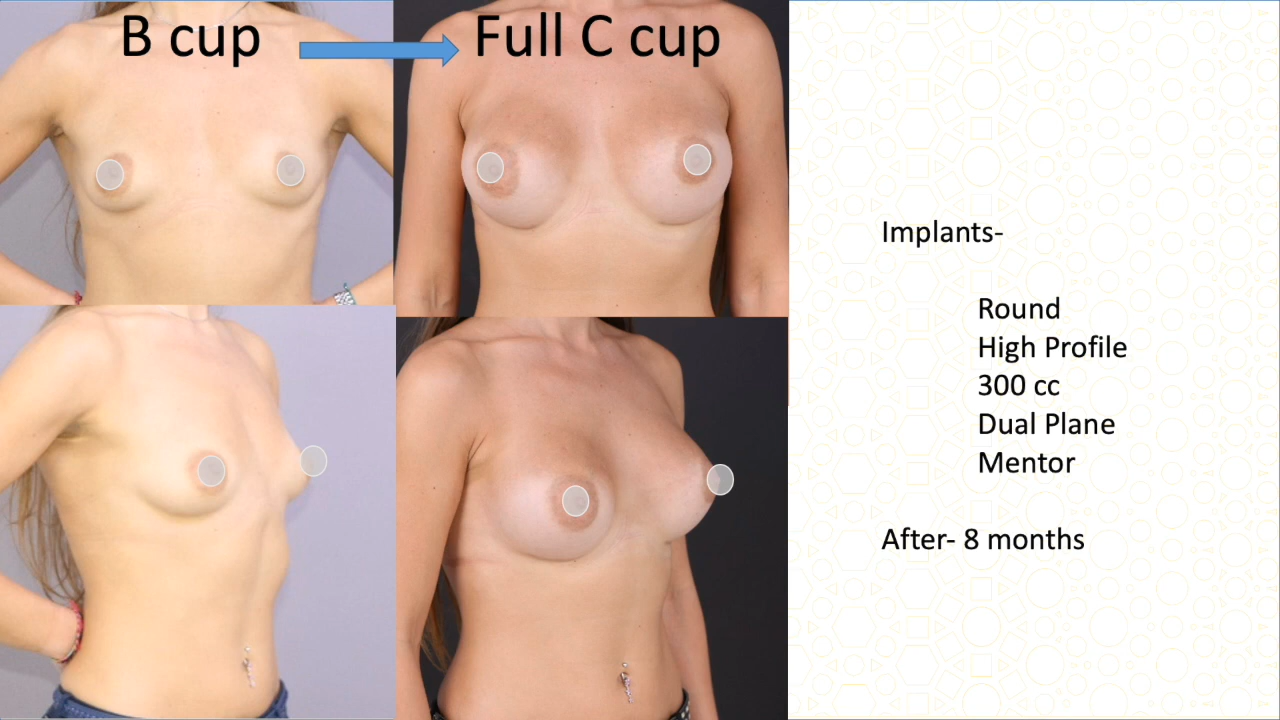 B cup
Full C cup
Implants-
Round
High Profile
300 cc
Dual Plane
Mentor
After- 8 months